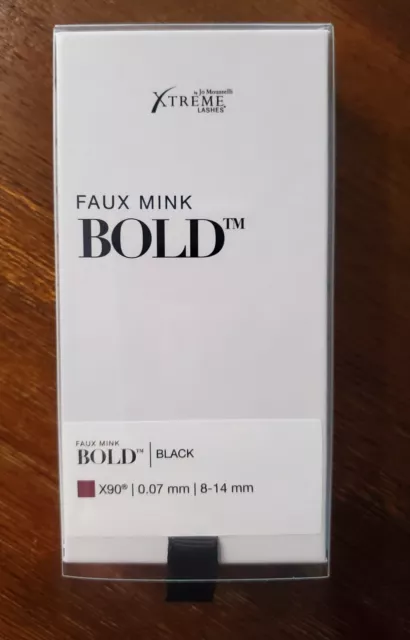 by Jo Mousselli
XTREME
LASHES®
FAUX MINK
BOLD™
FAUX MINK
BOLD™ | BLACK
X90® | 0.07 mm | 8-14 mm